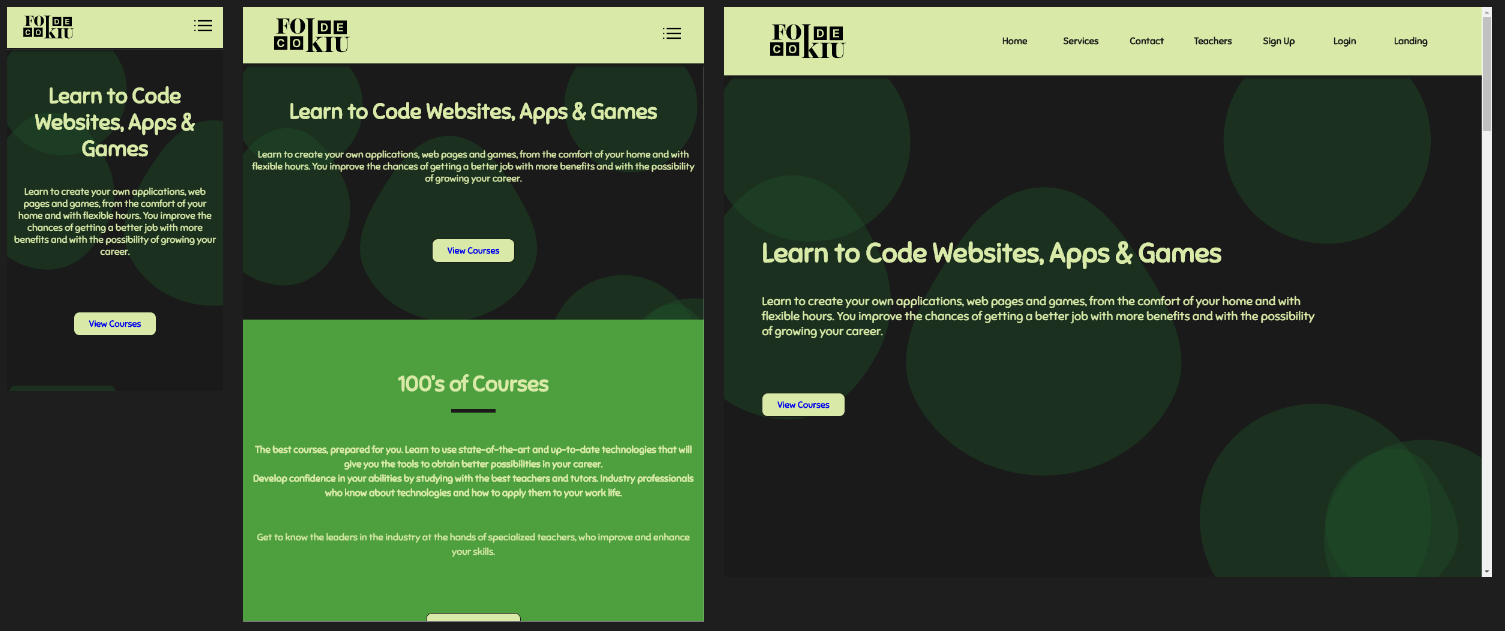 FOJ DE
CO KIU
Learn to Code
Websites, Apps &
Games
Learn to create your own applications, web
pages and games, from the comfort of your
home and with flexible hours. You improve the
chances of getting a better job with more
benefits and with the possibility of growing your
career.
View Courses
FOJ DE
CO KIU
Learn to Code Websites, Apps & Games
Learn to create your own applications, web pages and games, from the comfort of your home and with
flexible hours. You improve the chances of getting a better job with more benefits and with the possibility
of growing your career.
View Courses
100's of Courses
The best courses, prepared for you. Learn to use state-of-the-art and up-to-date technologies that will
give you the tools to obtain better possibilities in your career.
Develop confidence in your abilities by studying with the best teachers and tutors. Industry professionals
who know about technologies and how to apply them to your work life.
Get to know the leaders in the industry at the hands of specialized teachers, who improve and enhance
your skills.
FOJ DE
CO KIU
Home Services Contact Teachers Sign Up Login Landing
Learn to Code Websites, Apps & Games
Learn to create your own applications, web pages and games, from the comfort of your home and with
flexible hours. You improve the chances of getting a better job with more benefits and with the possibility
of growing your career.
View Courses